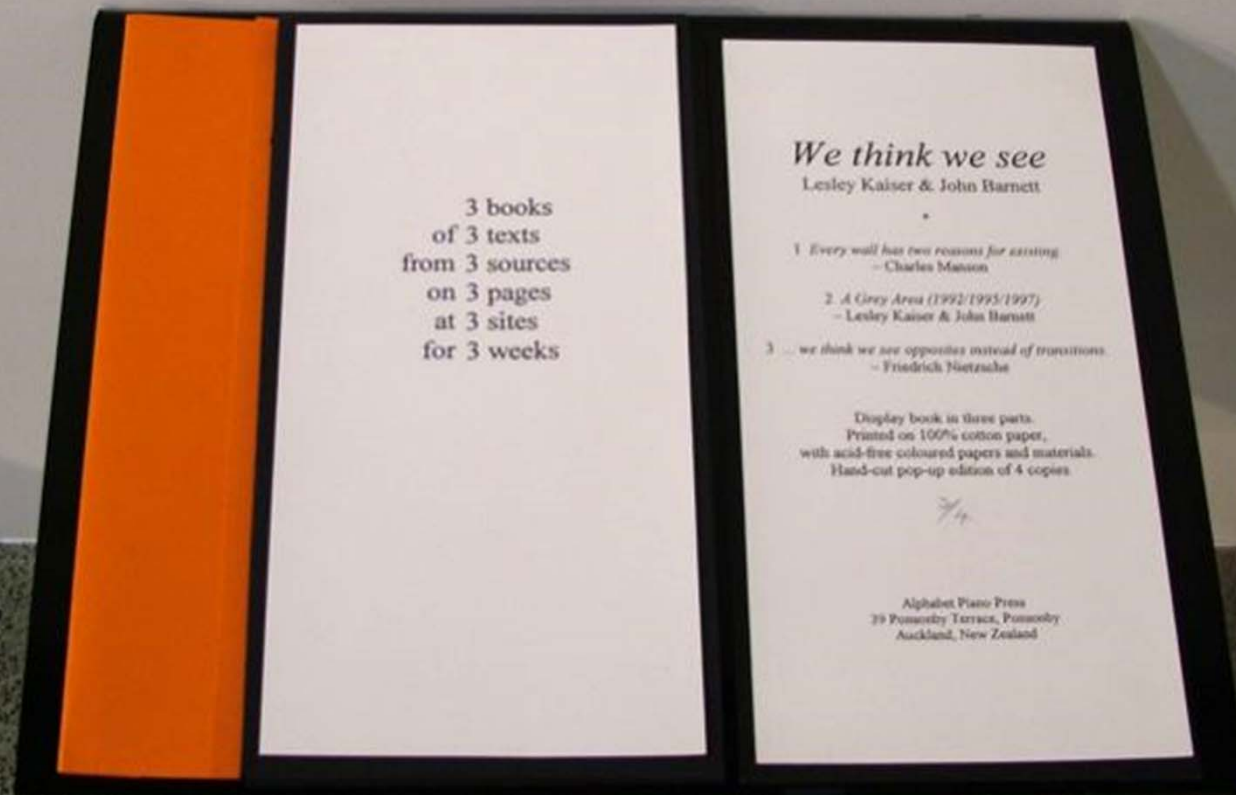 3 books
of 3 texts
from 3 sources
on 3 pages
at 3 sites
for 3 weeks
We think we see
Lesley Kaiser & John Barnett
1 Every wall has two reasons for existing
– Charles Manson
2. A Grey Area (1992/1995/1997)
– Lesley Kaiser & John Barnett
3 ... we think we see opposites instead of transitions.
– Friedrich Nietzsche
Display book in three parts.
Printed on 100% cotton paper,
with acid-free coloured papers and materials.
Hand-cut pop-up edition of 4 copies
Alphabet Piano Press
39 Ponsonby Terrace, Ponsonby
Auckland, New Zealand